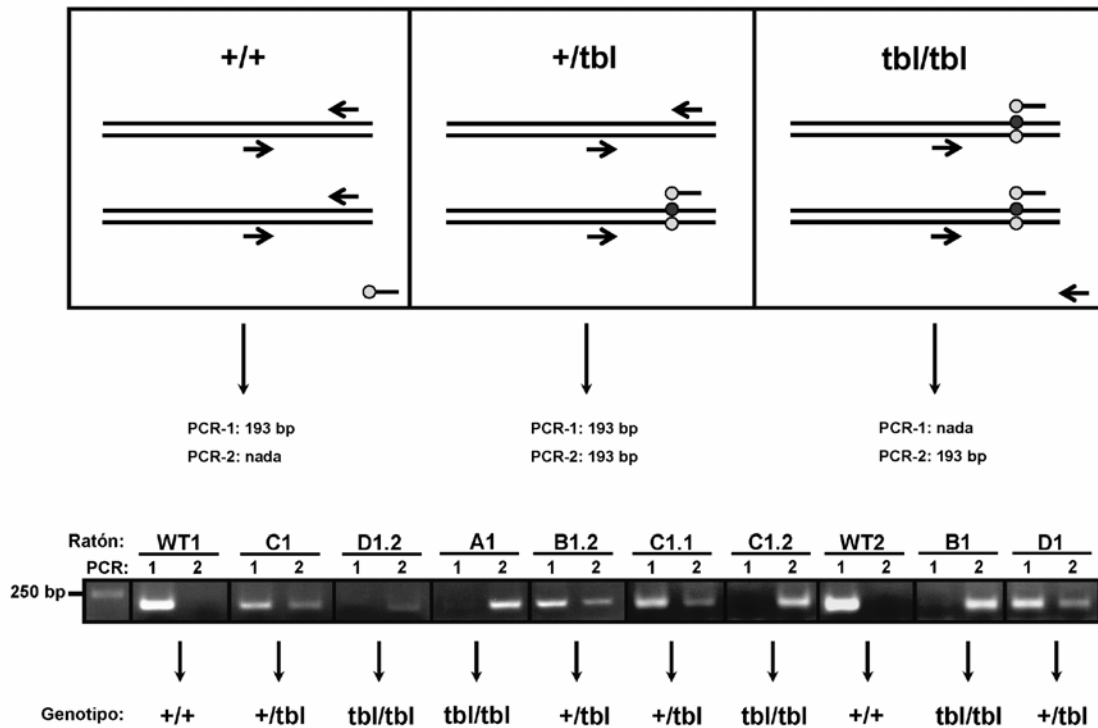 +/+ +/tbl tbl/tbl
PCR-1: 193 bp PCR-1: 193 bp PCR-1: nada
PCR-2: nada PCR-2: 193 bp PCR-2: 193 bp
Ratón: WT1 C1 D1.2 A1 B1.2 C1.1 C1.2 WT2 B1 D1
PCR: 1 2 1 2 1 2 1 2 1 2 1 2 1 2 1 2 1 2 1 2
250 bp
Genotipo: +/+ +/tbl tbl/tbl tbl/tbl +/tbl +/tbl tbl/tbl +/+ tbl/tbl +/tbl